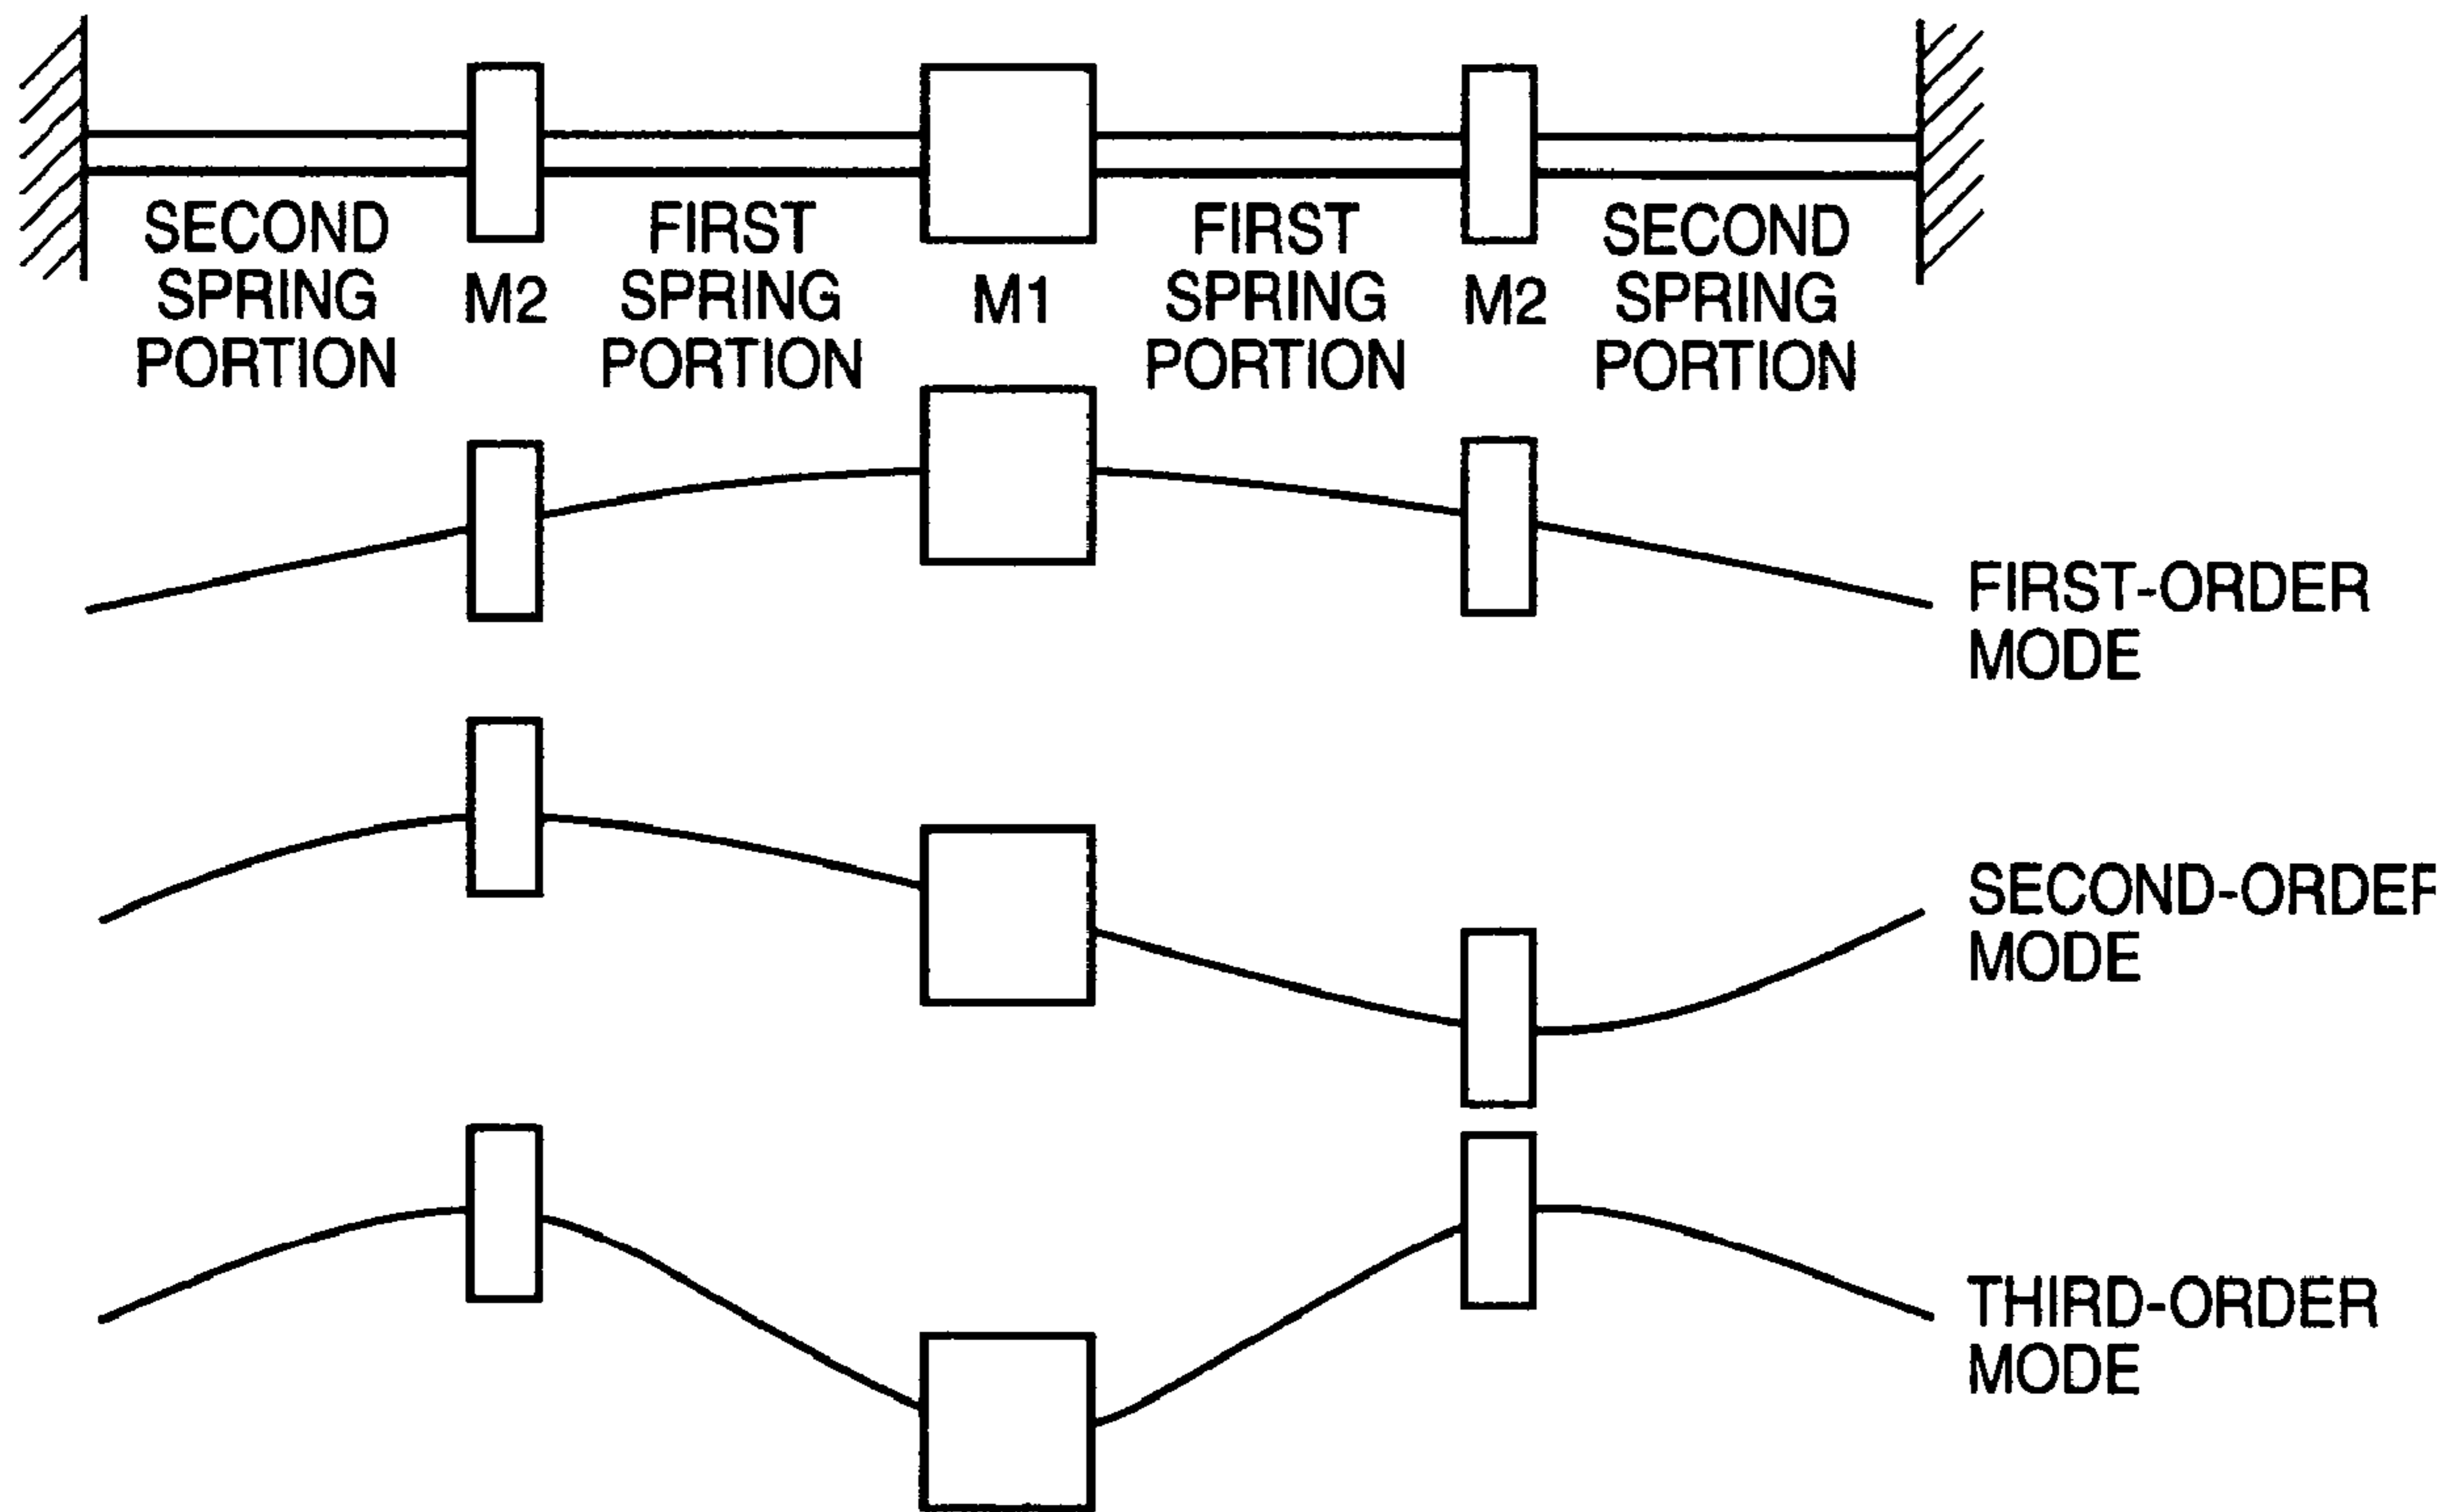 SECOND
SPRING
PORTION
M2
FIRST
SPRING
PORTION
M1
FIRST
SPRING
PORTION
M2
SECOND
SPRING
PORTION
FIRST-ORDER
MODE
SECOND-ORDER
MODE
THIRD-ORDER
MODE